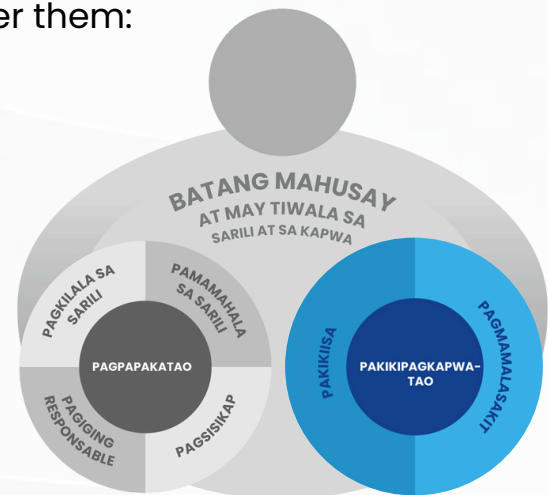 er them:
BATANG MAHUSAY
AT MAY TIWALA SA
SARILI AT SA KAPWA
PAGKILALA SA
SARILI
PAMAMAHALA
SA SARILI
PAGPAPAKATAO
PAGIGING
RESPONSABLE
PAGSISIKAP
PAKIKIISA
PAKIKIPAGKAPWA-
TAO
PAGMAMALASAKIT